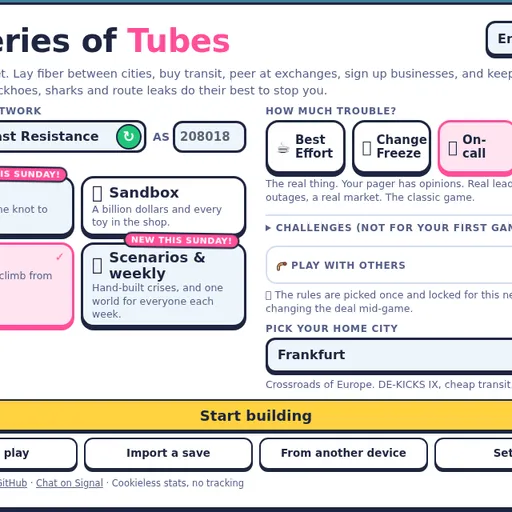 eries of Tubes
et. Lay fiber between cities, buy transit, peer at exchanges, sign up businesses, and keep
ckhoes, sharks and route leaks do their best to stop you.
TWORK
ast Resistance
AS 208018
IS SUNDAY!
ne knot to
Sandbox
A billion dollars and every
toy in the shop.
NEW THIS SUNDAY!
climb from
Scenarios &
weekly
Hand-built crises, and one
world for everyone each
week.
HOW MUCH TROUBLE?
Best
Effort
Change
Freeze
On-
call
The real thing. Your pager has opinions. Real lead
outages, a real market. The classic game.
CHALLENGES (NOT FOR YOUR FIRST GAM
PLAY WITH OTHERS
The rules are picked once and locked for this ne
changing the deal mid-game.
PICK YOUR HOME CITY
Frankfurt
Crossroads of Europe. DE-KICKS IX, cheap transit
Start building
play
Import a save
From another device
Set
GitHub · Chat on Signal · Cookieless stats, no tracking